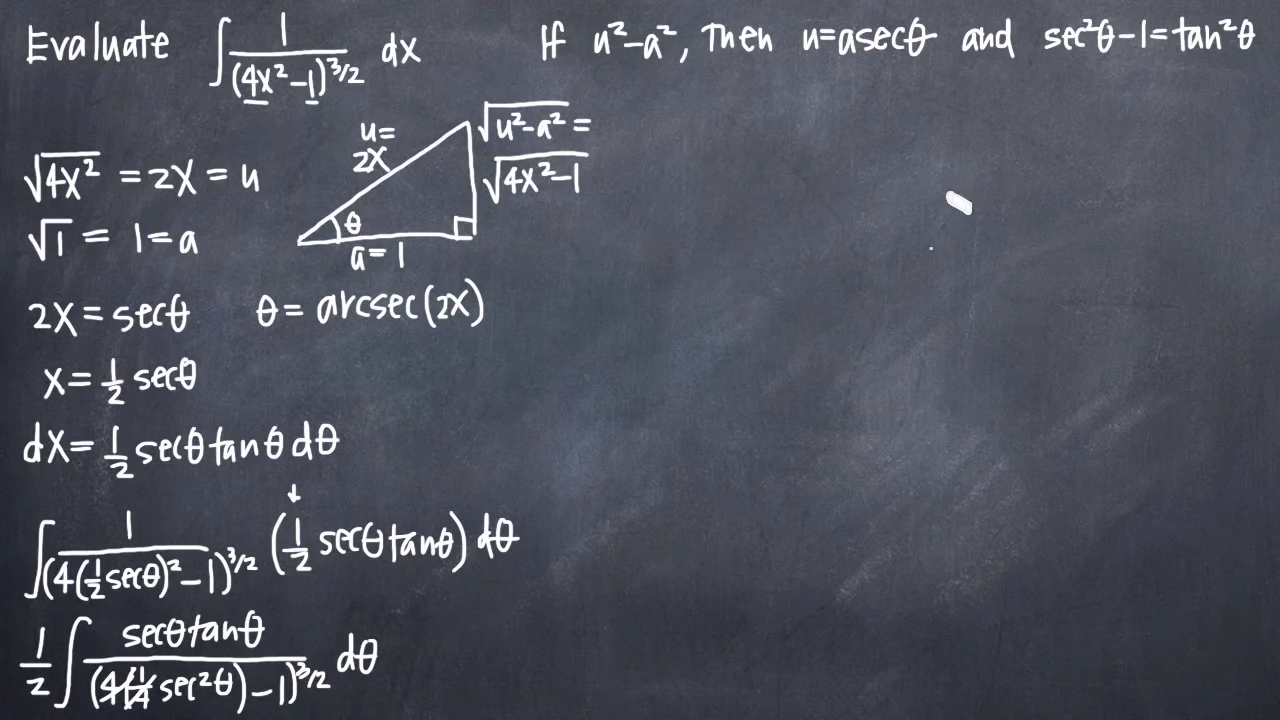 Evaluate ∫ 1/(4x²-1)^3/2 dx If u²-a², Then u=asecθ and sec²θ-1=tan²θ
u= 2x
√u²-a² = √4x²-1
√4x² = 2x = u
θ
√1 = 1 = a
a=1
2x = secθ θ = arcsec(2x)
x = 1/2 secθ
dx = 1/2 secθ tanθ dθ
↓
∫ 1/(4(1/2 secθ)²-1)^3/2 (1/2 secθ tanθ) dθ
1/2 ∫ secθ tanθ/(4(1/4 sec²θ)-1)^3/2 dθ